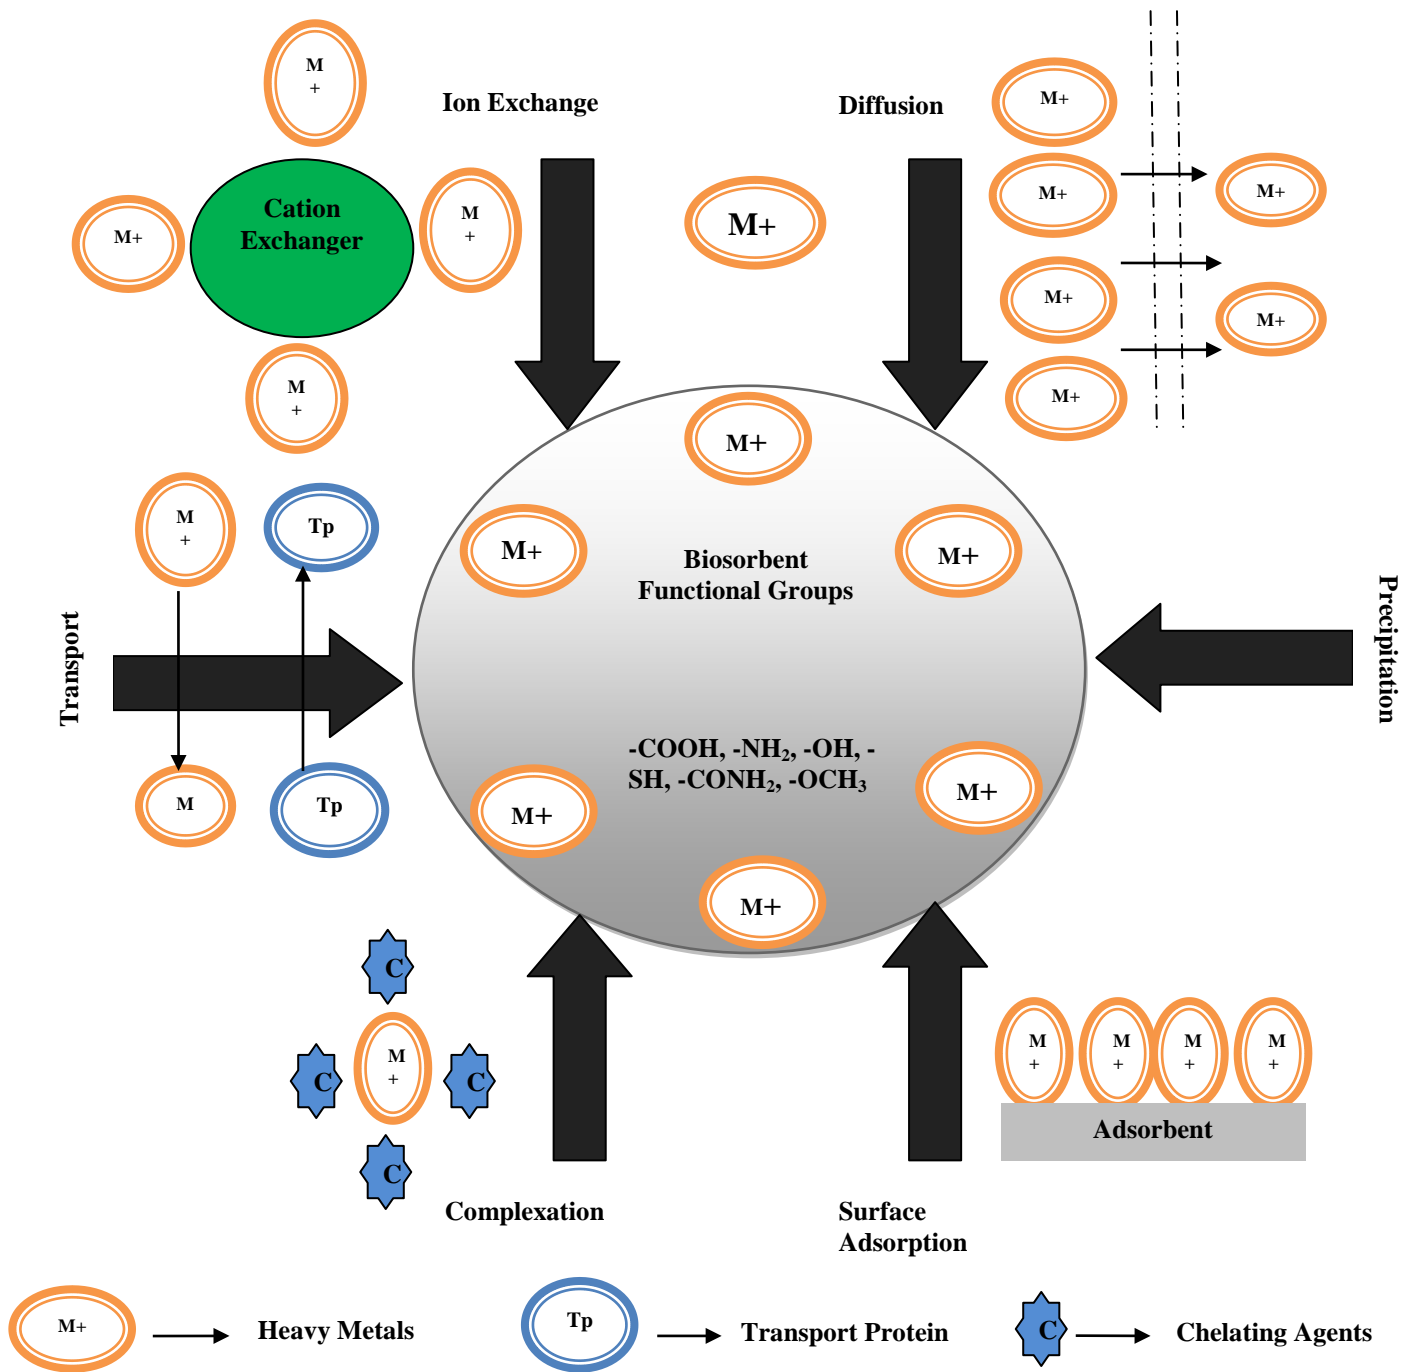 M
+
Ion Exchange
Diffusion
M+
M+
M+
Cation
Exchanger
M
+
M+
M+
M+
M+
M+
M
+
M+
M+
M
+
Tp
M+
M+
M+
Biosorbent
Functional Groups
Transport
Precipitation
-COOH, -NH₂, -OH, -
SH, -CONH₂, -OCH₃
M
Tp
M+
M+
M+
C
M
+
C
C
C
M
+
M
+
M
+
M
+
Adsorbent
Complexation
Surface
Adsorption
M+
Heavy Metals
Tp
Transport Protein
C
Chelating Agents